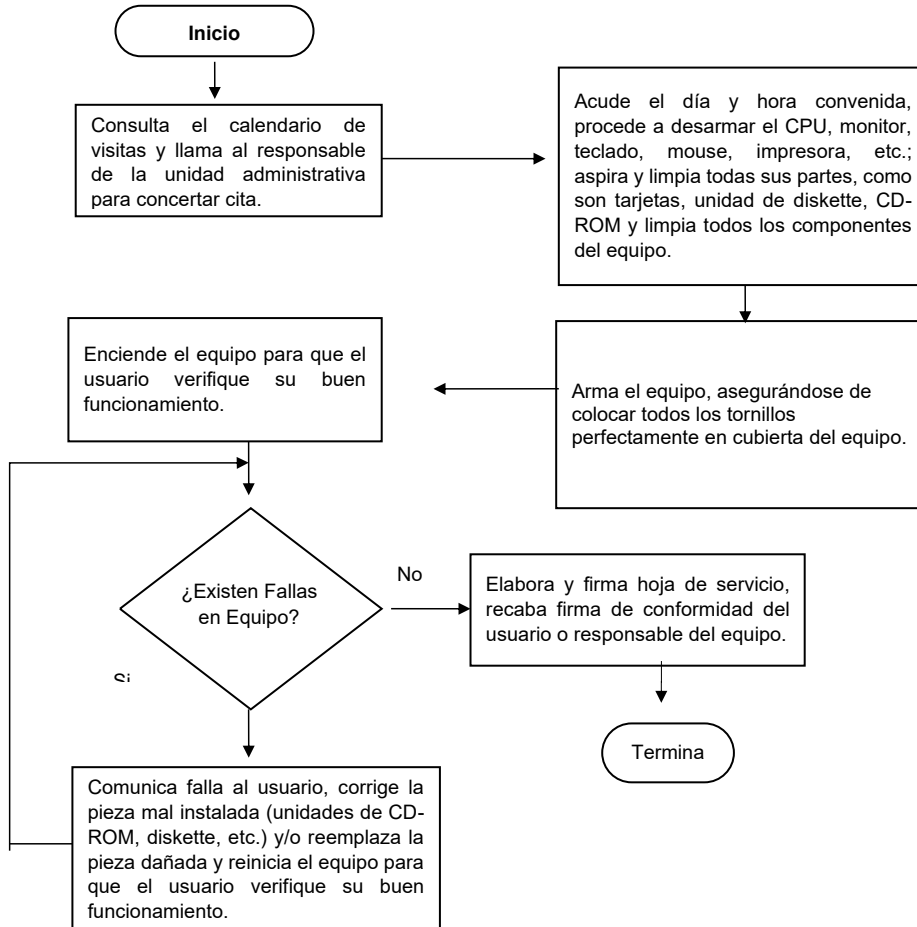 Inicio
Consulta el calendario de
visitas y llama al responsable
de la unidad administrativa
para concertar cita.
Acude el día y hora convenida,
procede a desarmar el CPU, monitor,
teclado, mouse, impresora, etc.;
aspira y limpia todas sus partes, como
son tarjetas, unidad de diskette, CD-
ROM y limpia todos los componentes
del equipo.
Arma el equipo, asegurándose de
colocar todos los tornillos
perfectamente en cubierta del equipo.
Enciende el equipo para que el
usuario verifique su buen
funcionamiento.
¿Existen Fallas
en Equipo?
No
Elabora y firma hoja de servicio,
recaba firma de conformidad del
usuario o responsable del equipo.
Termina
Si
Comunica falla al usuario, corrige la
pieza mal instalada (unidades de CD-
ROM, diskette, etc.) y/o reemplaza la
pieza dañada y reinicia el equipo para
que el usuario verifique su buen
funcionamiento.